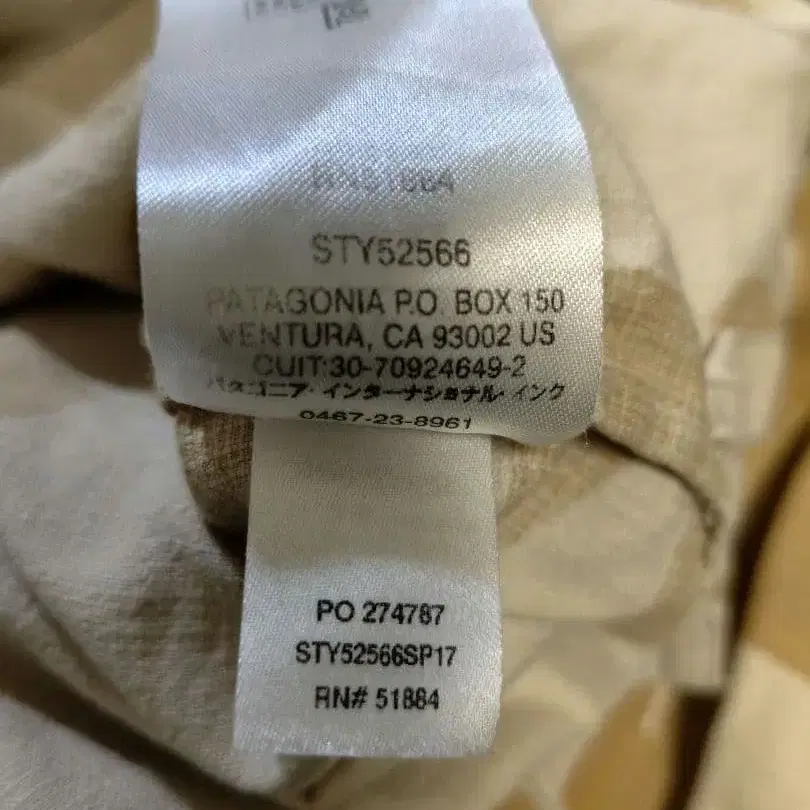 RN51884
STY52566
PATAGONIA P.O. BOX 150
VENTURA, CA 93002 US
CUIT:30-70924649-2
パタゴニア・インターナショナル・インク
0467-23-8961
PO 274787
STY52566SP17
RN# 51884